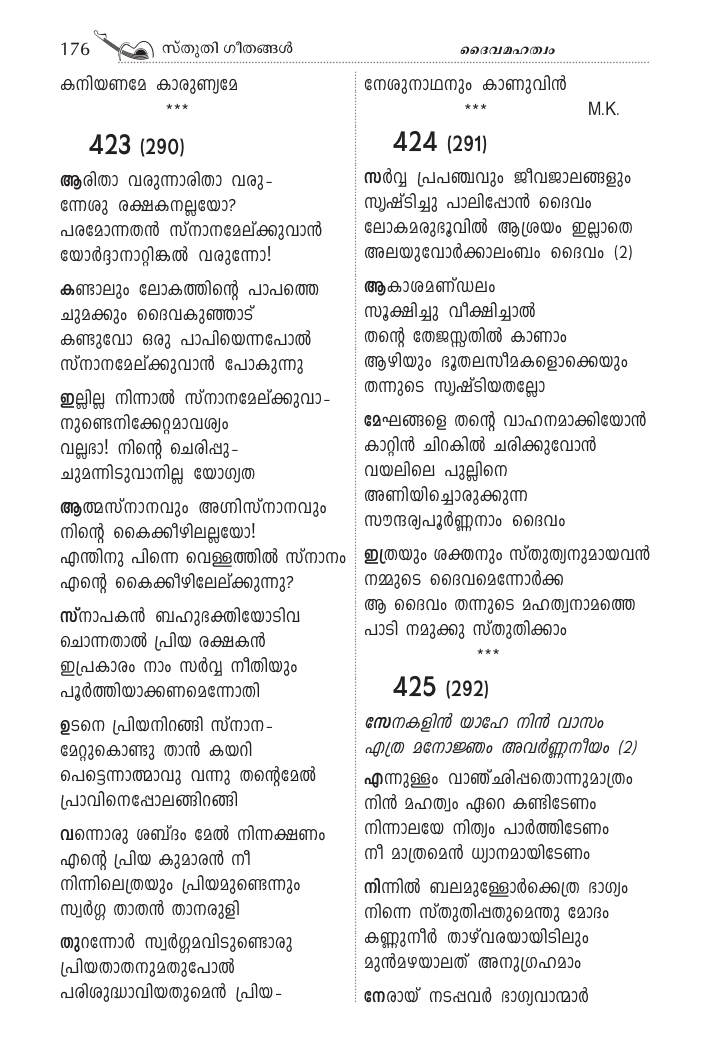 176 സ്തുതി ഗീതങ്ങൾ ദൈവമഹത്വം
കനിയണമേ കാരുണ്യമേ
***
423 (290)
ആരിതാ വരുന്നാരിതാ വരു-
ന്നേശു രക്ഷകനല്ലയോ?
പരമോന്നതൻ സ്നാനമേല്ക്കുവാൻ
യോർദ്ദാനാറ്റിങ്കൽ വരുന്നോ!
കണ്ടാലും ലോകത്തിന്റെ പാപത്തെ
ചുമക്കും ദൈവകുഞ്ഞാട്
കണ്ടുവോ ഒരു പാപിയെന്നപോൽ
സ്നാനമേല്ക്കുവാൻ പോകുന്നു
ഇല്ലില്ല നിന്നാൽ സ്നാനമേല്ക്കുവാ-
നുണ്ടെനിക്കേറ്റമാവശ്യം
വല്ലഭാ! നിന്റെ ചെരിപ്പു-
ചുമന്നിടുവാനില്ല യോഗ്യത
ആത്മസ്നാനവും അഗ്നിസ്നാനവും
നിന്റെ കൈക്കീഴിലല്ലയോ!
എന്തിനു പിന്നെ വെള്ളത്തിൽ സ്നാനം
എന്റെ കൈക്കീഴിലേല്ക്കുന്നു?
സ്നാപകൻ ബഹുഭക്തിയോടിവ
ചൊന്നതാൽ പ്രിയ രക്ഷകൻ
ഇപ്രകാരം നാം സർവ്വ നീതിയും
പൂർത്തിയാക്കണമെന്നോതി
ഉടനെ പ്രിയനിറങ്ങി സ്നാന-
മേറ്റുകൊണ്ടു താൻ കയറി
പെട്ടെന്നാത്മാവു വന്നു തന്റെമേൽ
പ്രാവിനെപ്പോലങ്ങിറങ്ങി
വന്നൊരു ശബ്ദം മേൽ നിന്നക്ഷണം
എന്റെ പ്രിയ കുമാരൻ നീ
നിന്നിലെത്രയും പ്രിയമുണ്ടെന്നും
സ്വർഗ്ഗ താതൻ താനരുളി
തുറന്നോർ സ്വർഗ്ഗമവിടുണ്ടൊരു
പ്രിയതാതനുമതുപോൽ
പരിശുദ്ധാവിയതുമെൻ പ്രിയ-
നേശുനാഥനും കാണുവിൻ
*** M.K.
424 (291)
സർവ്വ പ്രപഞ്ചവും ജീവജാലങ്ങളും
സൃഷ്ടിച്ചു പാലിപ്പോൻ ദൈവം
ലോകമരുഭൂവിൽ ആശ്രയം ഇല്ലാതെ
അലയുവോർക്കാലംബം ദൈവം (2)
ആകാശമണ്ഡലം
സൂക്ഷിച്ചു വീക്ഷിച്ചാൽ
തന്റെ തേജസ്സതിൽ കാണാം
ആഴിയും ഭൂതലസീമകളൊക്കെയും
തന്നുടെ സൃഷ്ടിയതല്ലോ
മേഘങ്ങളെ തന്റെ വാഹനമാക്കിയോൻ
കാറ്റിൻ ചിറകിൽ ചരിക്കുവോൻ
വയലിലെ പുല്ലിനെ
അണിയിച്ചൊരുക്കുന്ന
സൗന്ദര്യപൂർണ്ണനാം ദൈവം
ഇത്രയും ശക്തനും സ്തുത്യനുമായവൻ
നമ്മുടെ ദൈവമെന്നോർക്ക
ആ ദൈവം തന്നുടെ മഹത്വനാമത്തെ
പാടി നമുക്കു സ്തുതിക്കാം
***
425 (292)
സേനകളിൻ യാഹേ നിൻ വാസം
എത്ര മനോജ്ഞം അവർണ്ണനീയം (2)
എന്നുള്ളം വാഞ്ഛിപ്പതൊന്നുമാത്രം
നിൻ മഹത്വം ഏറെ കണ്ടിടേണം
നിന്നാലയേ നിത്യം പാർത്തിടേണം
നീ മാത്രമെൻ ധ്യാനമായിടേണം
നിന്നിൽ ബലമുള്ളോർക്കെത്ര ഭാഗ്യം
നിന്നെ സ്തുതിപ്പതുമെന്തു മോദം
കണ്ണുനീർ താഴ്വരയായിടിലും
മുൻമഴയാലത് അനുഗ്രഹമാം
നേരായ് നടപ്പവർ ഭാഗ്യവാന്മാർ